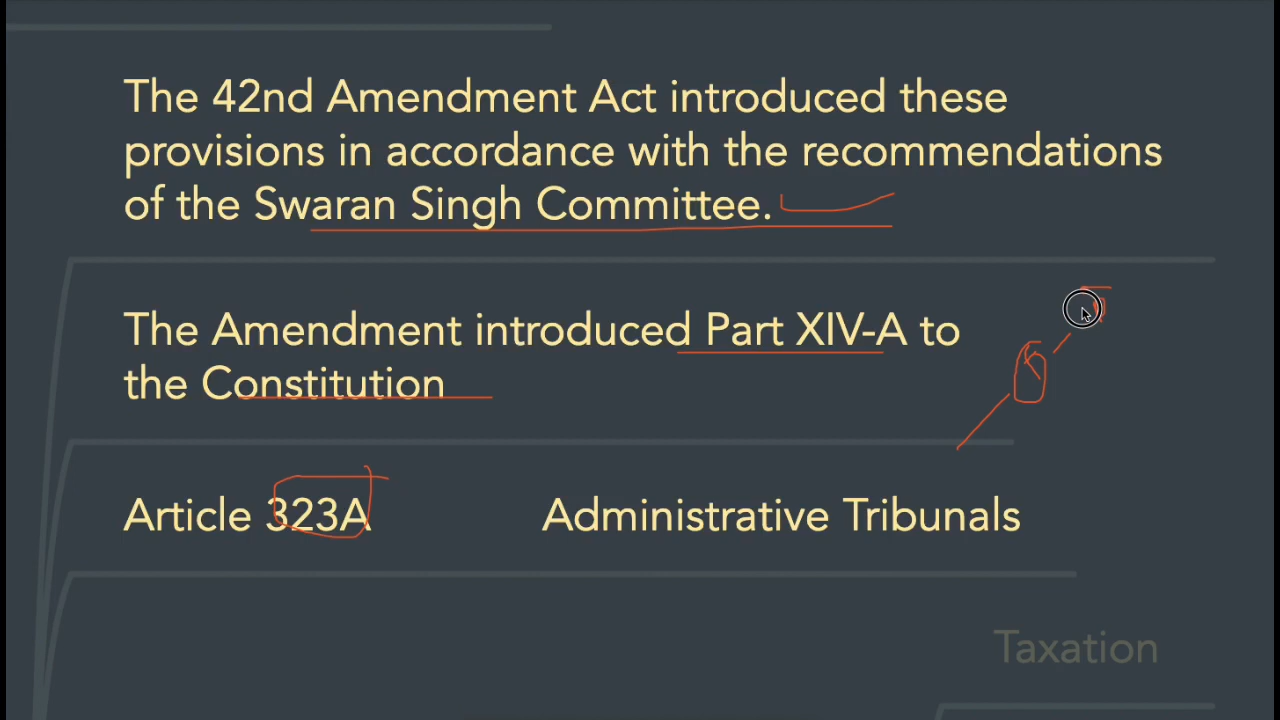 The 42nd Amendment Act introduced these
provisions in accordance with the recommendations
of the Swaran Singh Committee.
The Amendment introduced Part XIV-A to
the Constitution
Article 323A Administrative Tribunals
Taxation